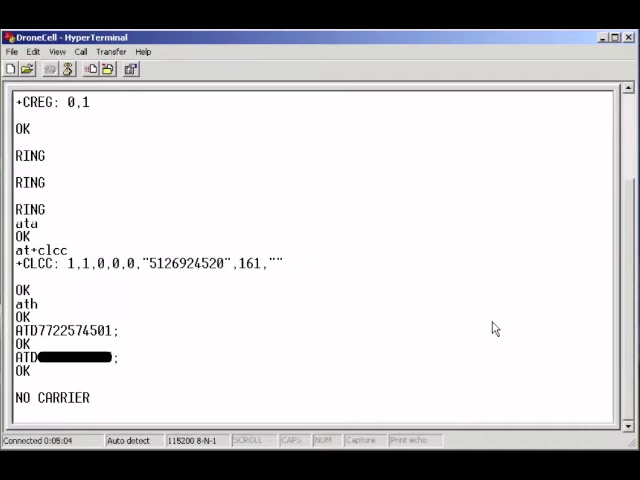 DroneCell - HyperTerminal
File Edit View Call Transfer Help
+CREG: 0,1
OK
RING
RING
RING
ata
OK
at+clcc
+CLCC: 1,1,0,0,0,"5126924520",161,""
OK
ath
OK
ATD7722574501;
OK
ATD ;
OK
NO CARRIER
Connected 0:05:04 Auto detect 115200 8-N-1 SCROLL CAPS NUM Capture Print echo